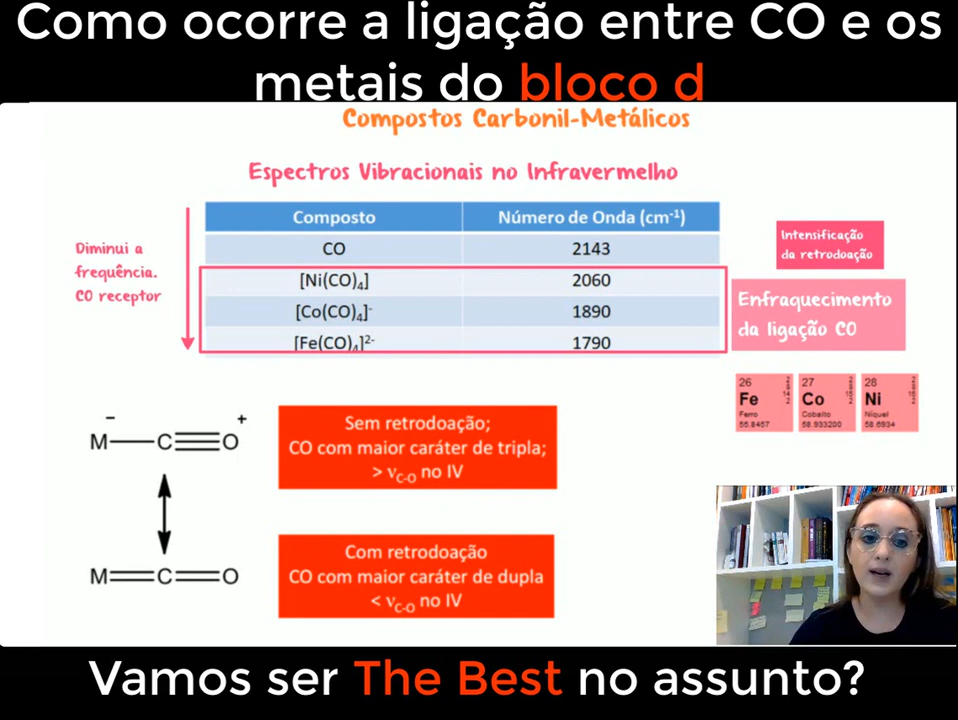 Como ocorre a ligação entre CO e os
metais do bloco d
Compostos Carbonil-Metálicos
Espectros Vibracionais no Infravermelho
Composto Número de Onda (cm⁻¹)
CO 2143
[Ni(CO)₄] 2060
[Co(CO)₄]⁻ 1890
[Fe(CO)₄]²⁻ 1790
Diminui a
frequência.
CO receptor
Intensificação
da retrodoação
Enfraquecimento
da ligação CO
26
Fe
Ferro
55.8457
27
Co
Cobalto
58.933200
28
Ni
Níquel
58.6934
M—C≡O
− +
Sem retrodoação;
CO com maior caráter de tripla;
> νC-O no IV
M=C=O
Com retrodoação
CO com maior caráter de dupla
< νC-O no IV
Vamos ser The Best no assunto?